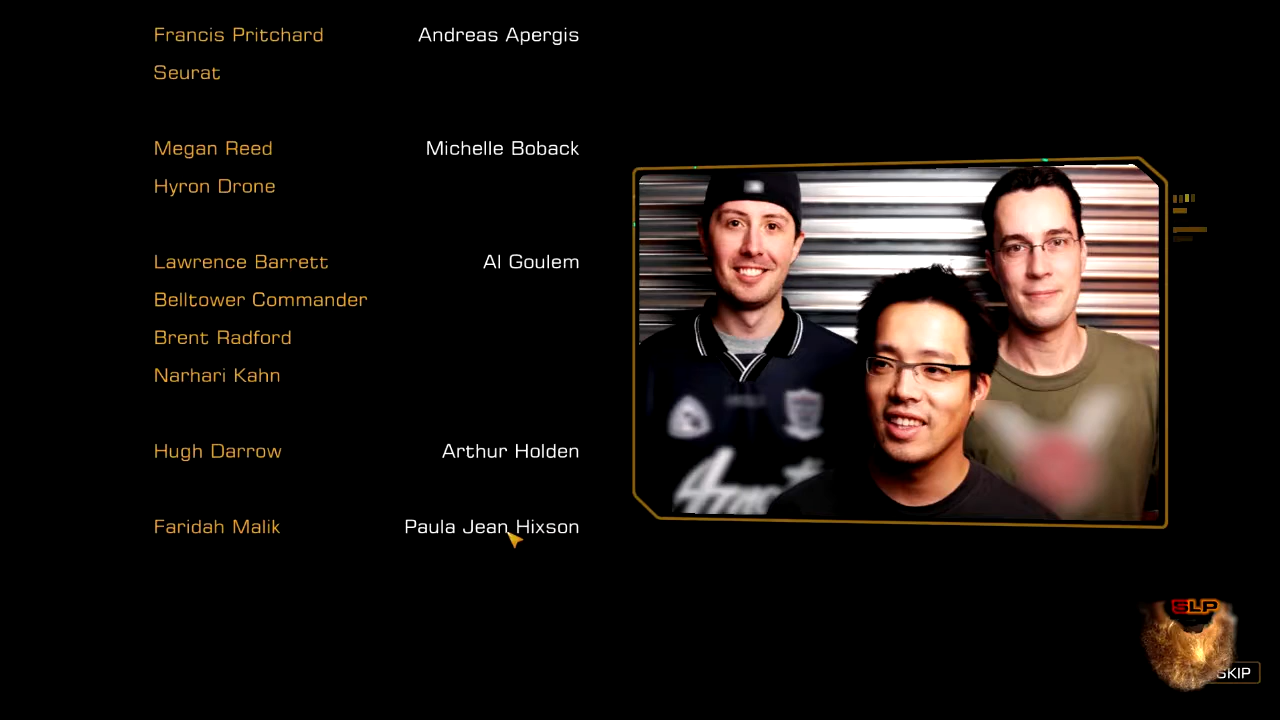 Francis Pritchard Andreas Apergis
Seurat
Megan Reed Michelle Boback
Hyron Drone
Lawrence Barrett Al Goulem
Belltower Commander
Brent Radford
Narhari Kahn
Hugh Darrow Arthur Holden
Faridah Malik Paula Jean Hixson
SLP
SKIP